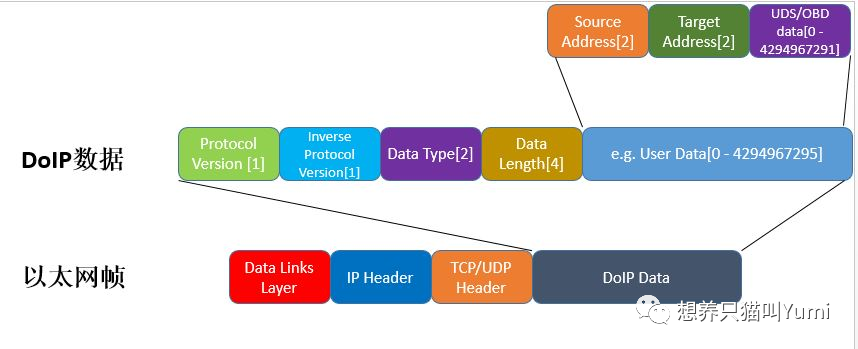 Source
Address[2]
Target
Address[2]
UDS/OBD
data[0 -
4294967291]
DoIP数据
Protocol
Version [1]
Inverse
Protocol
Version[1]
Data Type[2]
Data
Length[4]
e.g. User Data[0 - 4294967295]
以太网帧
Data Links
Layer
IP Header
TCP/UDP
Header
DoIP Data
想养只猫叫Yumi